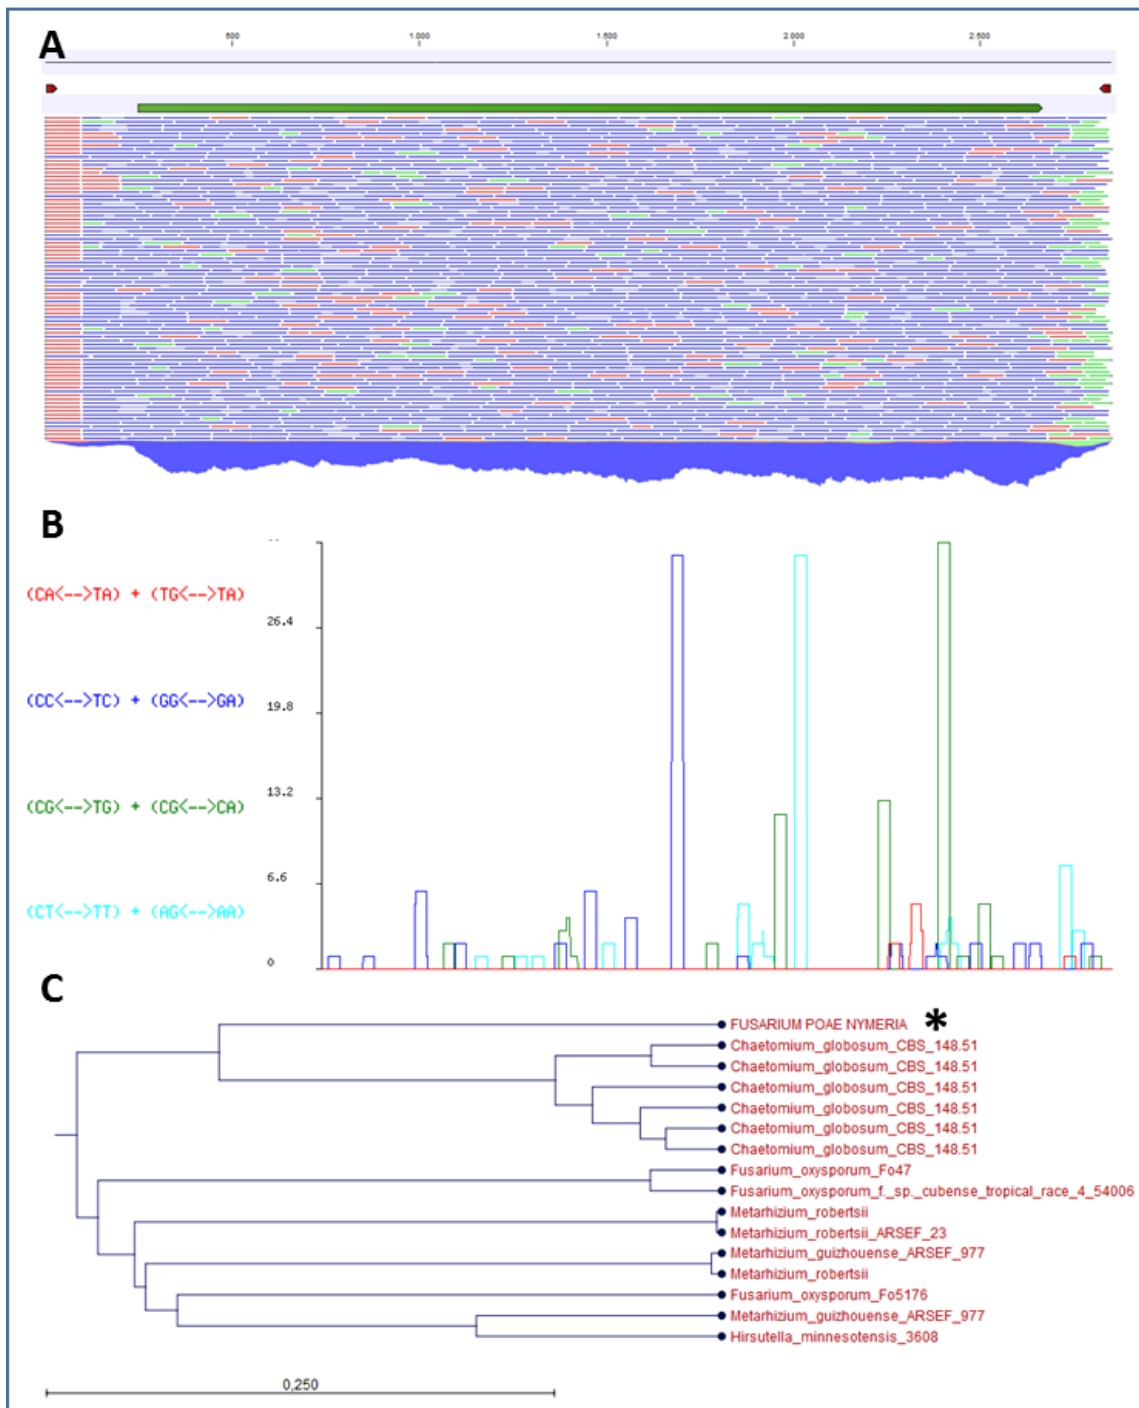 A
500 1.000 1.500 2.000 2.500
B
(CA<-->TA) + (TG<-->TA)
(CC<-->TC) + (GG<-->GA)
(CG<-->TG) + (CG<-->CA)
(CT<-->TT) + (AG<-->AA)
26.4
19.8
13.2
6.6
0
C
FUSARIUM POAE NYMERIA *
Chaetomium_globosum_CBS_148.51
Chaetomium_globosum_CBS_148.51
Chaetomium_globosum_CBS_148.51
Chaetomium_globosum_CBS_148.51
Chaetomium_globosum_CBS_148.51
Chaetomium_globosum_CBS_148.51
Fusarium_oxysporum_Fo47
Fusarium_oxysporum_f._sp._cubense_tropical_race_4_54006
Metarhizium_robertsii
Metarhizium_robertsii_ARSEF_23
Metarhizium_guizhouense_ARSEF_977
Metarhizium_robertsii
Fusarium_oxysporum_Fo5176
Metarhizium_guizhouense_ARSEF_977
Hirsutella_minnesotensis_3608
0,250